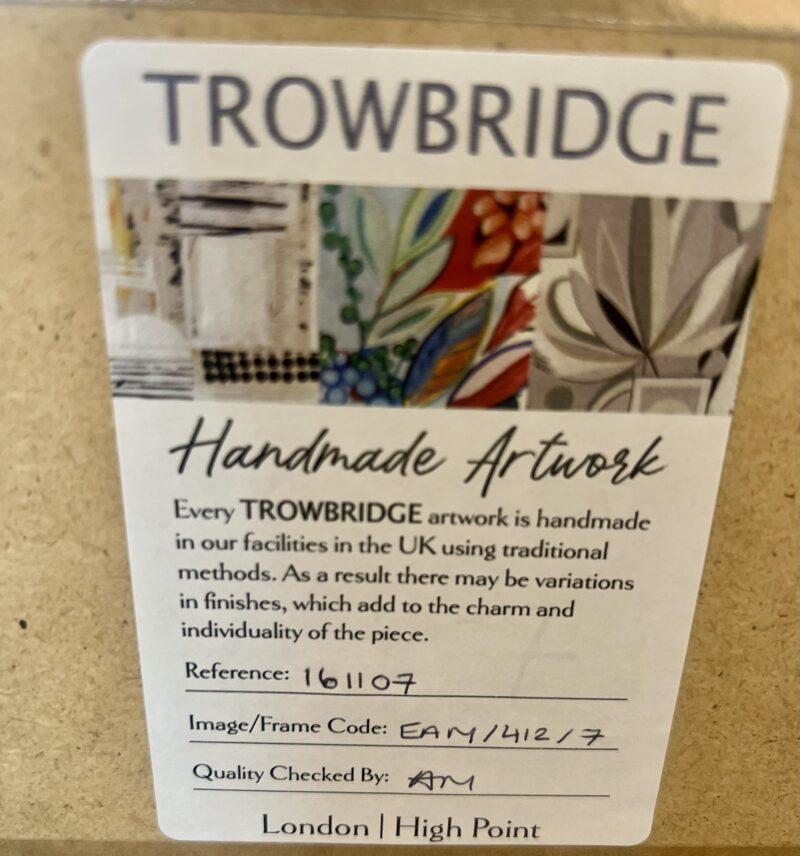 TROWBRIDGE
Handmade Artwork
Every TROWBRIDGE artwork is handmade
in our facilities in the UK using traditional
methods. As a result there may be variations
in finishes, which add to the charm and
individuality of the piece.
Reference: 161107
Image/Frame Code: EAM/412/7
Quality Checked By: AM
London | High Point